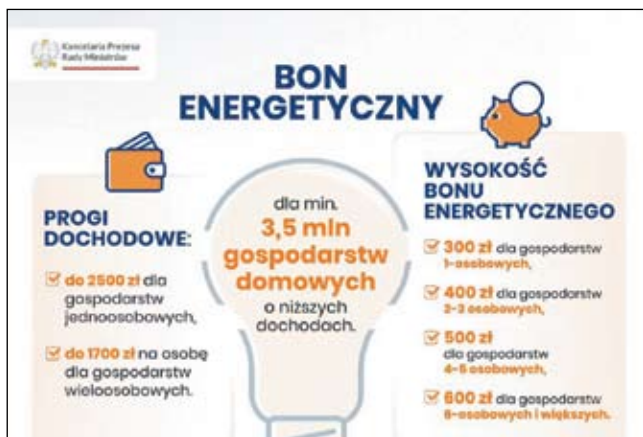 Kancelaria Prezesa
Rady Ministrów
BON
ENERGETYCZNY
PROGI
DOCHODOWE:
do 2500 zł dla
gospodarstw
jednoosobowych,
do 1700 zł na osobę
dla gospodarstw
wieloosobowych.
dla min.
3,5 mln
gospodarstw
domowych
o niższych
dochodach.
WYSOKOŚĆ
BONU
ENERGETYCZNEGO
300 zł dla gospodarstw
1-osobowych,
400 zł dla gospodarstw
2-3 osobowych,
500 zł
dla gospodarstw
4-5 osobowych,
600 zł dla gospodarstw
6-osobowych i większych.